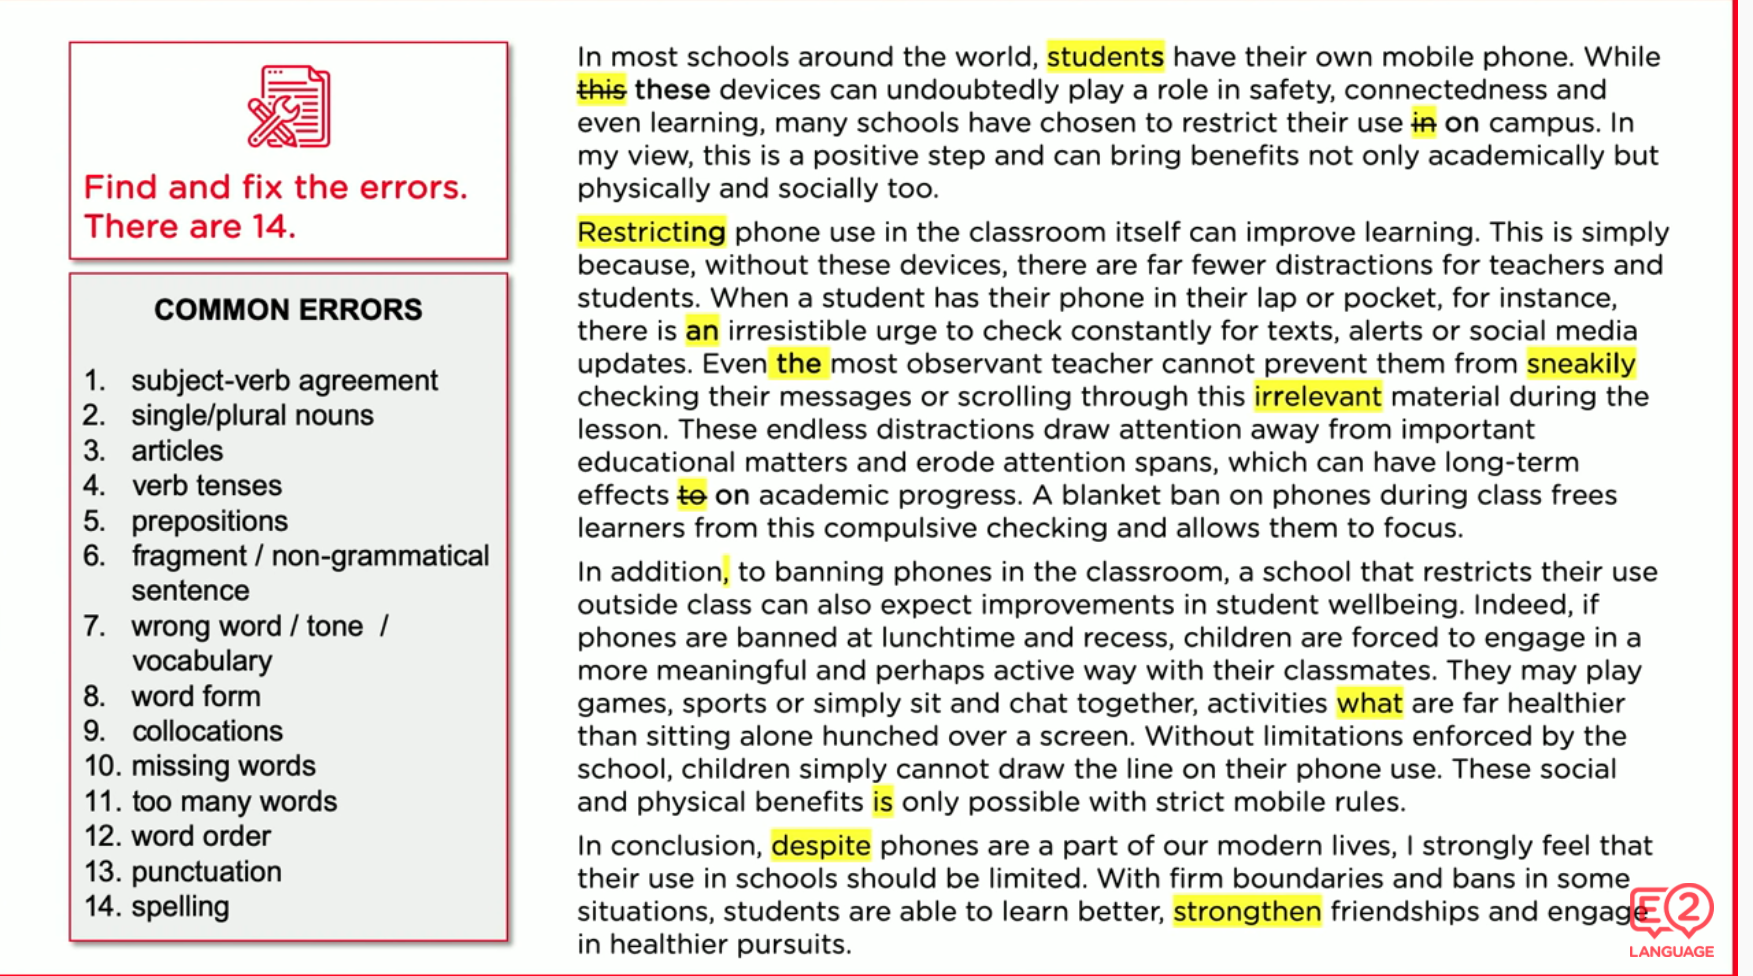 Find and fix the errors.
There are 14.
COMMON ERRORS
1. subject-verb agreement
2. single/plural nouns
3. articles
4. verb tenses
5. prepositions
6. fragment / non-grammatical
sentence
7. wrong word / tone /
vocabulary
8. word form
9. collocations
10. missing words
11. too many words
12. word order
13. punctuation
14. spelling
In most schools around the world, students have their own mobile phone. While
this these devices can undoubtedly play a role in safety, connectedness and
even learning, many schools have chosen to restrict their use in on campus. In
my view, this is a positive step and can bring benefits not only academically but
physically and socially too.
Restricting phone use in the classroom itself can improve learning. This is simply
because, without these devices, there are far fewer distractions for teachers and
students. When a student has their phone in their lap or pocket, for instance,
there is an irresistible urge to check constantly for texts, alerts or social media
updates. Even the most observant teacher cannot prevent them from sneakily
checking their messages or scrolling through this irrelevant material during the
lesson. These endless distractions draw attention away from important
educational matters and erode attention spans, which can have long-term
effects to on academic progress. A blanket ban on phones during class frees
learners from this compulsive checking and allows them to focus.
In addition, to banning phones in the classroom, a school that restricts their use
outside class can also expect improvements in student wellbeing. Indeed, if
phones are banned at lunchtime and recess, children are forced to engage in a
more meaningful and perhaps active way with their classmates. They may play
games, sports or simply sit and chat together, activities what are far healthier
than sitting alone hunched over a screen. Without limitations enforced by the
school, children simply cannot draw the line on their phone use. These social
and physical benefits is only possible with strict mobile rules.
In conclusion, despite phones are a part of our modern lives, I strongly feel that
their use in schools should be limited. With firm boundaries and bans in some
situations, students are able to learn better, strongthen friendships and engage
in healthier pursuits.
E2
LANGUAGE